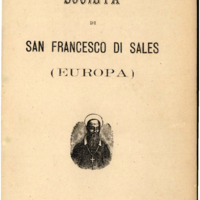 SOCIETÀ
DI
SAN FRANCESCO DI SALES
(EUROPA)